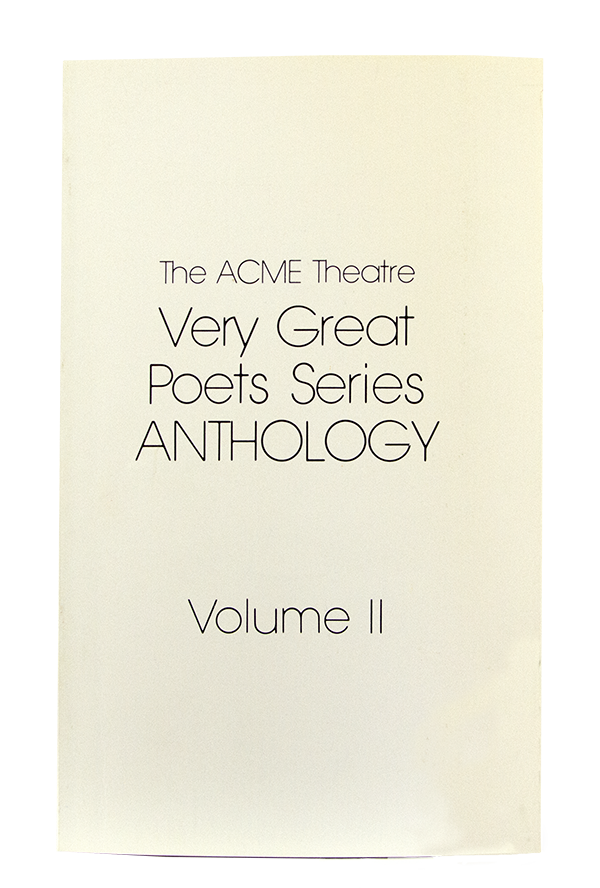 The ACME Theatre
Very Great
Poets Series
ANTHOLOGY
Volume II